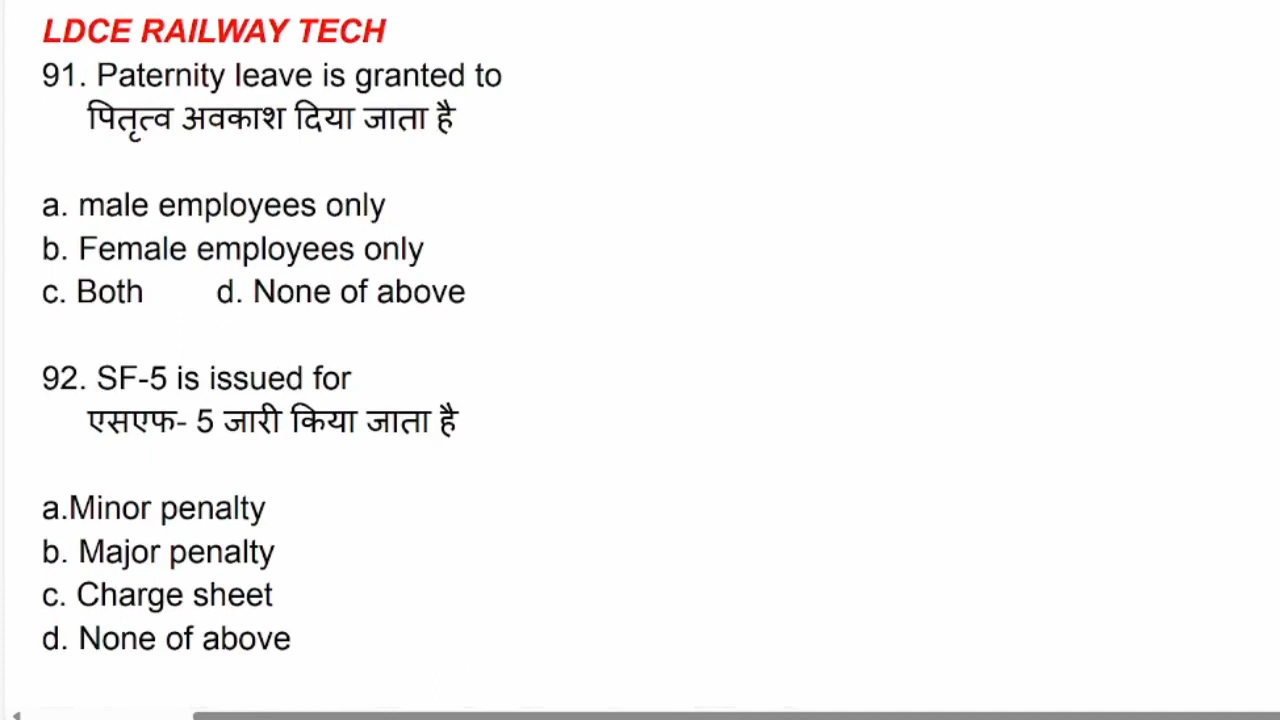 LDCE RAILWAY TECH
91. Paternity leave is granted to
पितृत्व अवकाश दिया जाता है
a. male employees only
b. Female employees only
c. Both d. None of above
92. SF-5 is issued for
एसएफ- 5 जारी किया जाता है
a.Minor penalty
b. Major penalty
c. Charge sheet
d. None of above